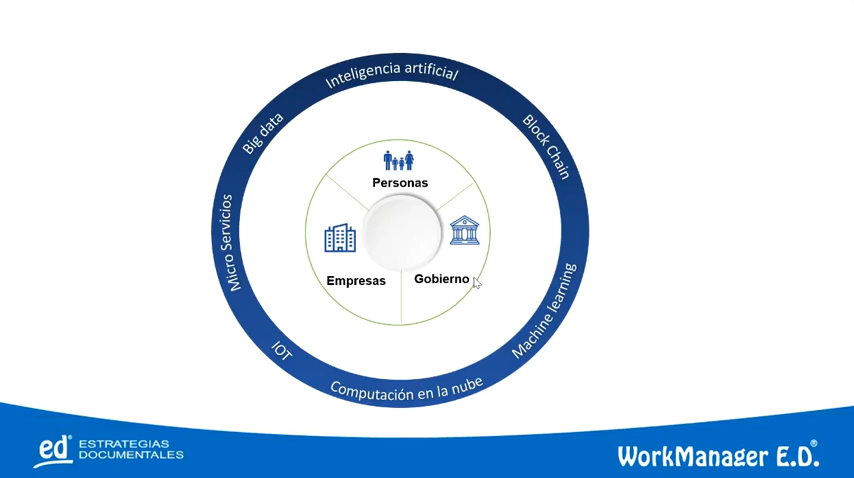 Inteligencia artificial
Big data
Block Chain
Personas
Micro Servicios
Empresas
Gobierno
Machine learning
IOT
Computación en la nube
ed®
ESTRATEGIAS
DOCUMENTALES
WorkManager E.D.®